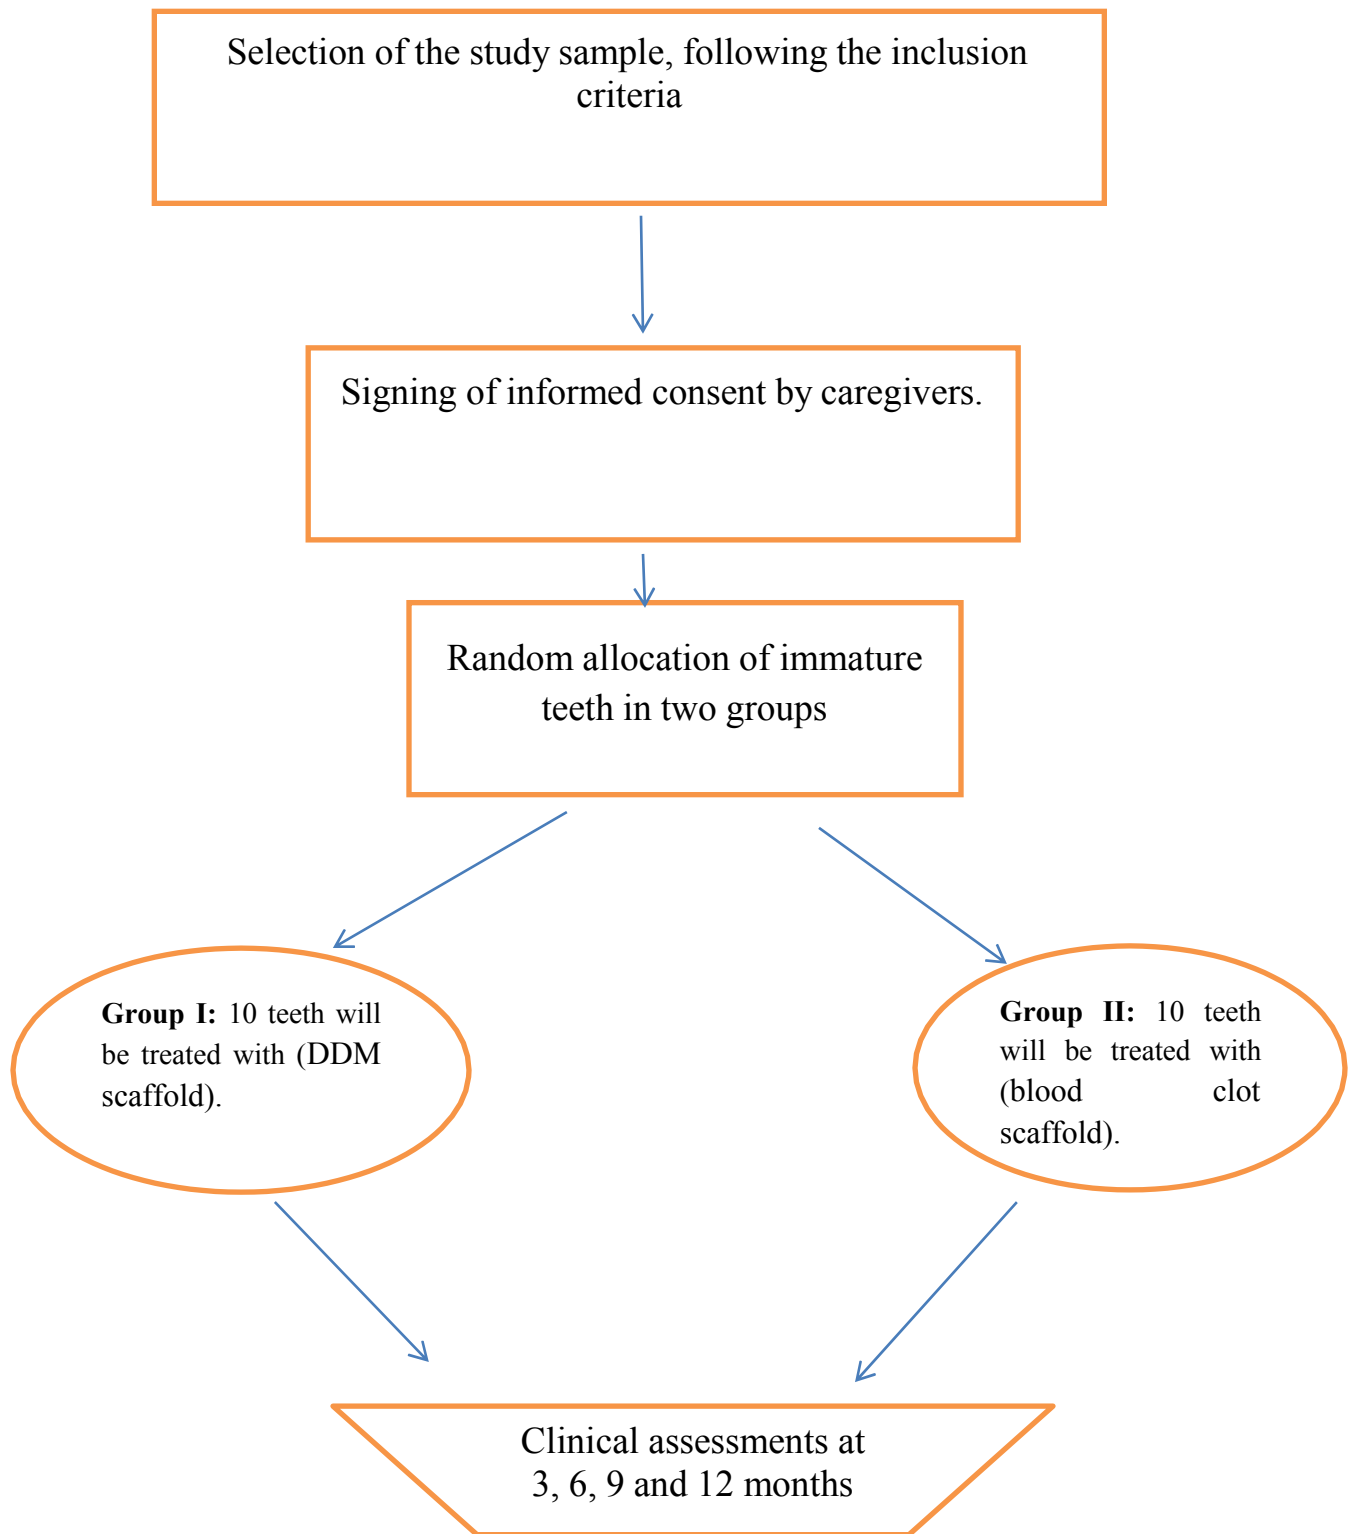 Selection of the study sample, following the inclusion
criteria
Signing of informed consent by caregivers.
Random allocation of immature
teeth in two groups
Group I: 10 teeth will
be treated with (DDM
scaffold).
Group II: 10 teeth
will be treated with
(blood clot
scaffold).
Clinical assessments at
3, 6, 9 and 12 months